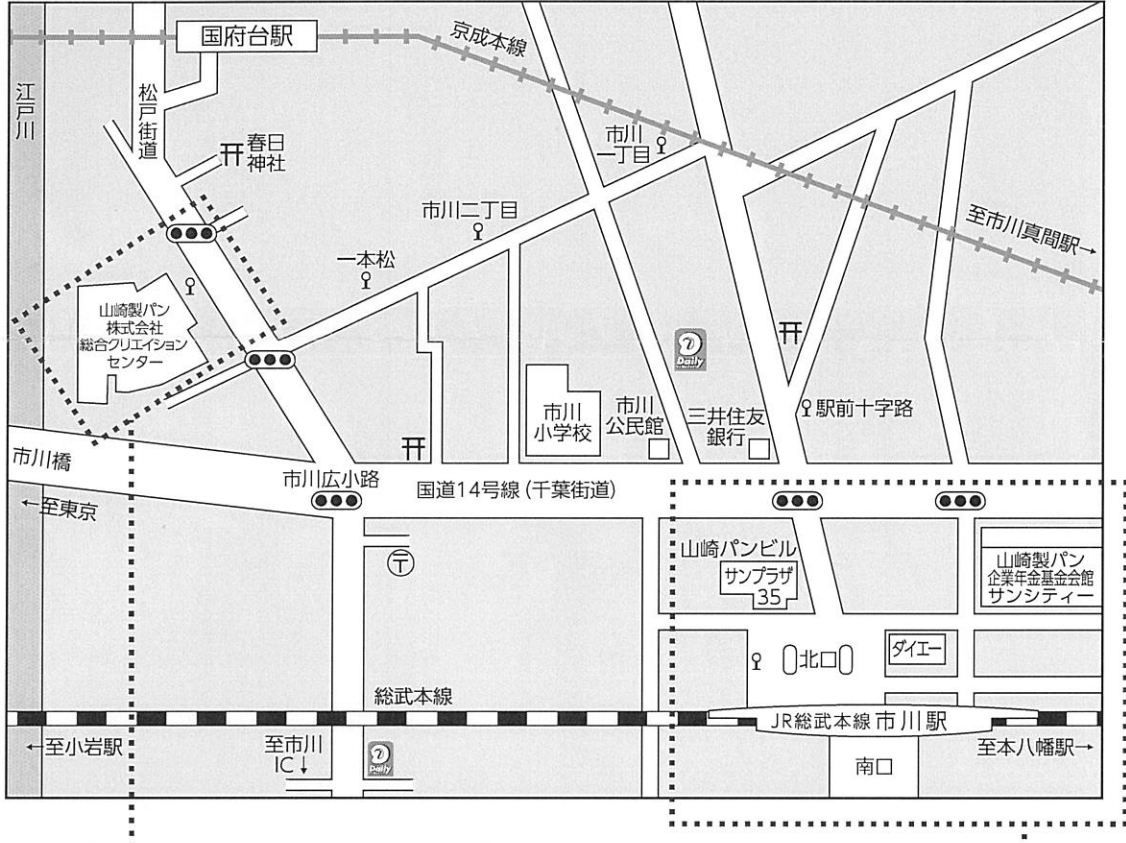 国府台駅
京成本線
江戸川
松戸街道
春日
神社
市川
一丁目
市川二丁目
至市川真間駅→
一本松
山崎製パン
株式会社
総合クリエイション
センター
Daily
市川
小学校
市川
公民館
三井住友
銀行
駅前十字路
市川橋
←至東京
市川広小路
国道14号線(千葉街道)
山崎パンビル
サンプラザ
35
山崎製パン
企業年金基金会館
サンシティー
北口
ダイエー
総武本線
JR総武本線市川駅
←至小岩駅
至市川
IC↓
Daily
南口
至本八幡駅→